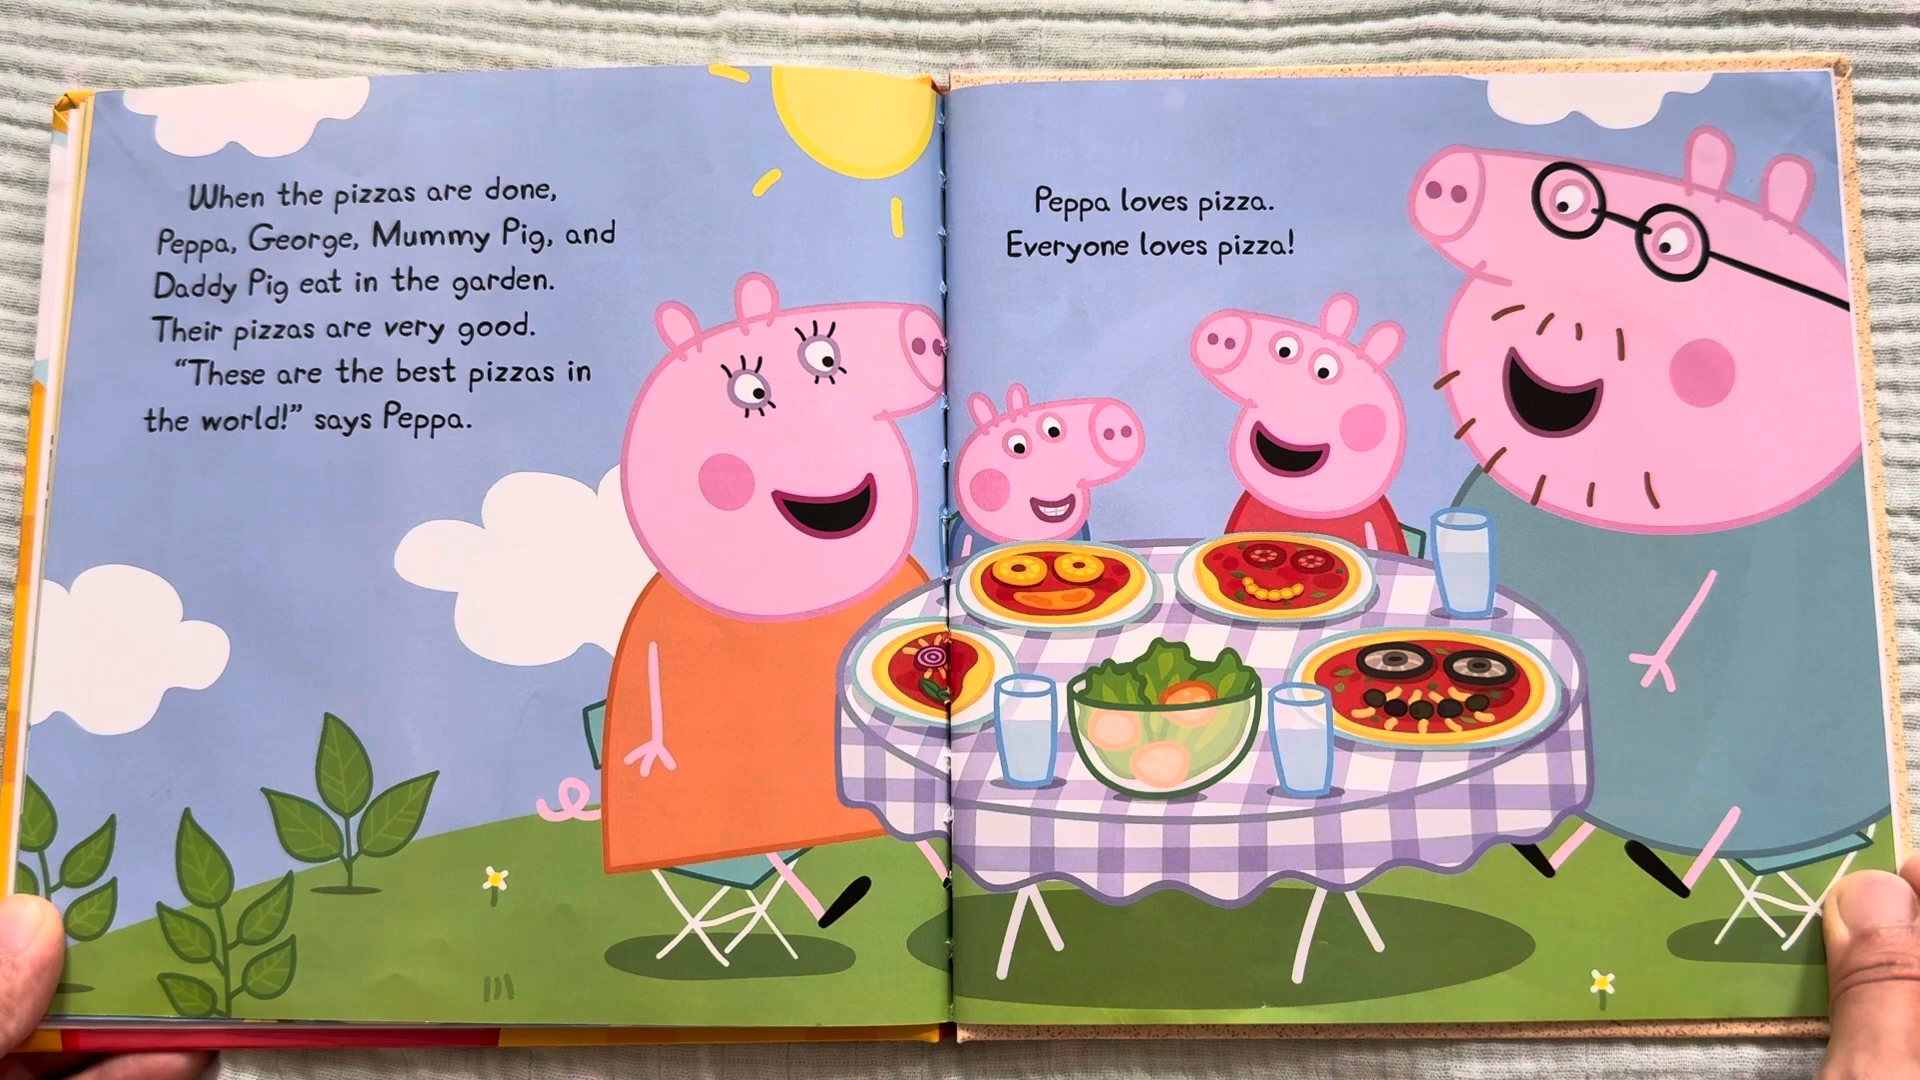 When the pizzas are done,
Peppa, George, Mummy Pig, and
Daddy Pig eat in the garden.
Their pizzas are very good.
“These are the best pizzas in
the world!” says Peppa.
Peppa loves pizza.
Everyone loves pizza!